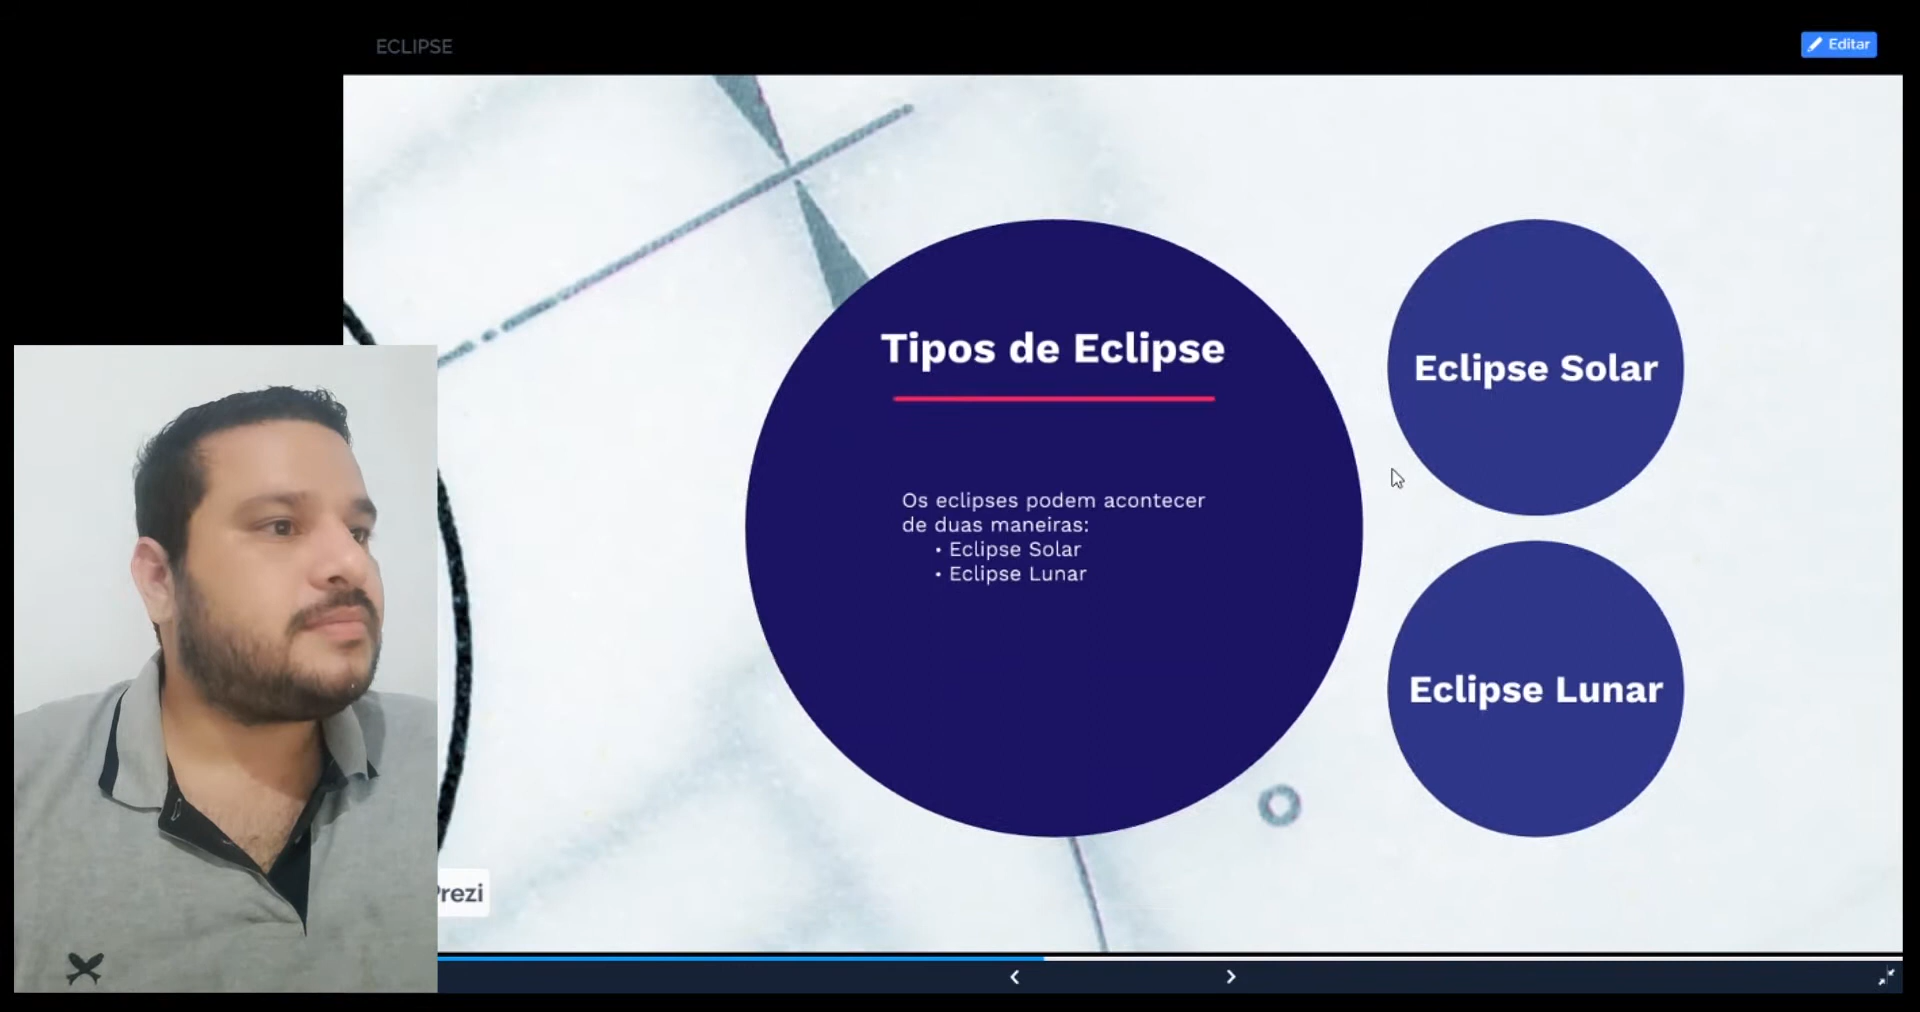 ECLIPSE
Editar
Tipos de Eclipse
Os eclipses podem acontecer
de duas maneiras:
• Eclipse Solar
• Eclipse Lunar
Eclipse Solar
Eclipse Lunar
Prezi